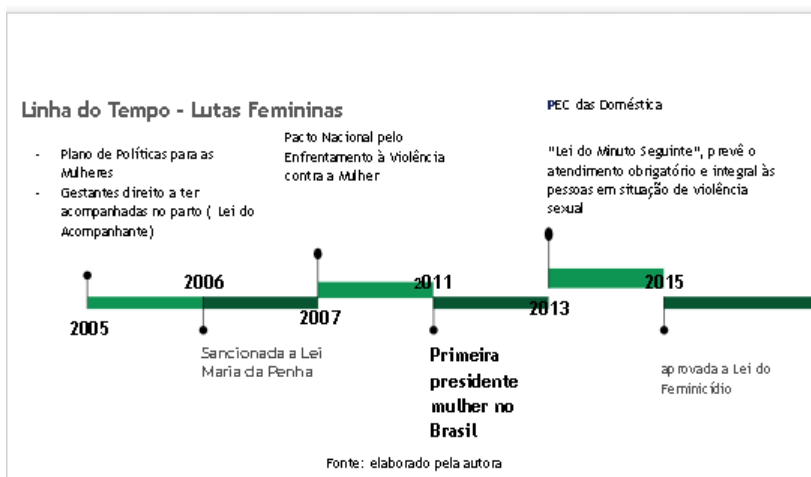 Linha do Tempo - Lutas Femininas
- Plano de Políticas para as
Mulheres
- Gestantes direito a ter
acompanhadas no parto ( Lei do
Acompanhante)
Pacto Nacional pelo
Enfrentamento à Violência
contra a Mulher
PEC das Doméstica
"Lei do Minuto Seguinte", prevê o
atendimento obrigatório e integral às
pessoas em situação de violência
sexual
2005
2006
2007
2011
2013
2015
Sancionada a Lei
Maria da Penha
Primeira
presidente
mulher no
Brasil
aprovada a Lei do
Feminicídio
Fonte: elaborado pela autora